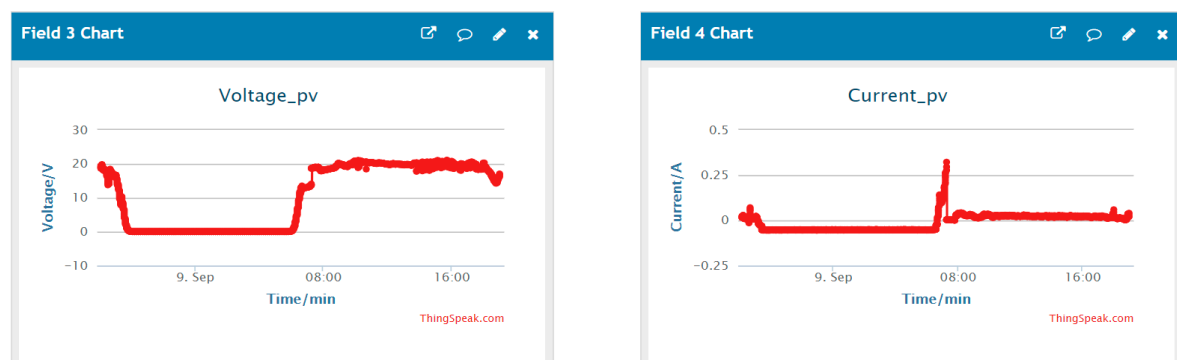 Field 3 Chart
Voltage_pv
30
20
10
0
−10
Voltage/V
9. Sep
08:00
16:00
Time/min
ThingSpeak.com
Field 4 Chart
Current_pv
0.5
0.25
0
−0.25
Current/A
9. Sep
08:00
16:00
Time/min
ThingSpeak.com